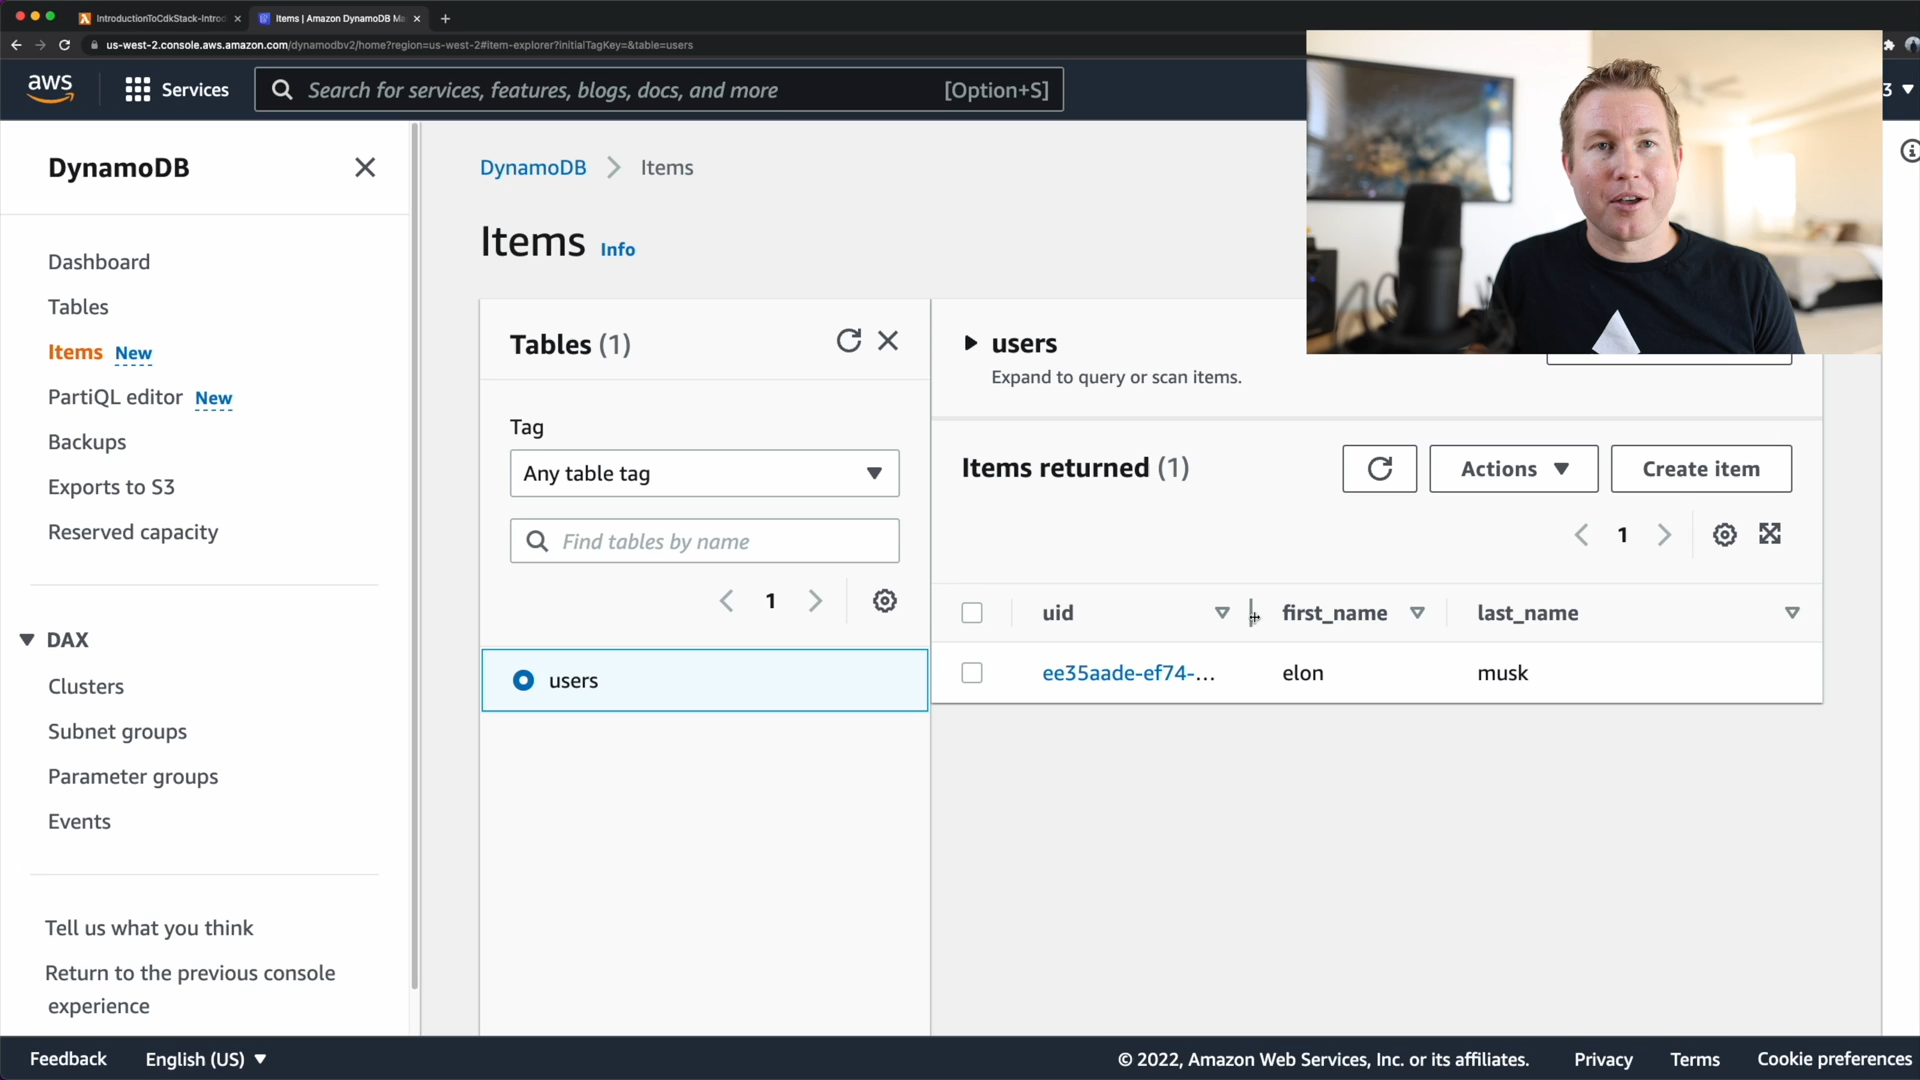 IntroductionToCdkStack-Introd
Items | Amazon DynamoDB Ma
us-west-2.console.aws.amazon.com/dynamodbv2/home?region=us-west-2#item-explorer?initialTagKey=&table=users
aws
Services
Search for services, features, blogs, docs, and more
[Option+S]
3
DynamoDB
Dashboard
Tables
Items New
PartiQL editor New
Backups
Exports to S3
Reserved capacity
DAX
Clusters
Subnet groups
Parameter groups
Events
Tell us what you think
Return to the previous console
experience
DynamoDB
Items
Items Info
Tables (1)
Tag
Any table tag
Find tables by name
1
users
users
Expand to query or scan items.
Items returned (1)
Actions
Create item
1
uid first_name last_name
ee35aade-ef74-... elon musk
Feedback
English (US)
© 2022, Amazon Web Services, Inc. or its affiliates.
Privacy
Terms
Cookie preferences